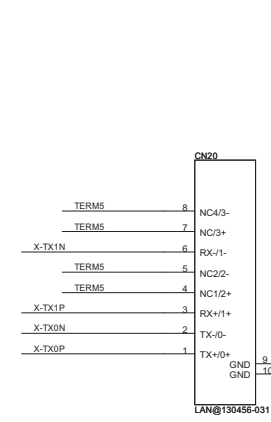 CN20
TERM5 8 NC4/3-
TERM5 7 NC/3+
X-TX1N 6 RX-/1-
TERM5 5 NC2/2-
TERM5 4 NC1/2+
X-TX1P 3 RX+/1+
X-TX0N 2 TX-/0-
X-TX0P 1 TX+/0+
GND 9
GND 10
LAN@130456-031